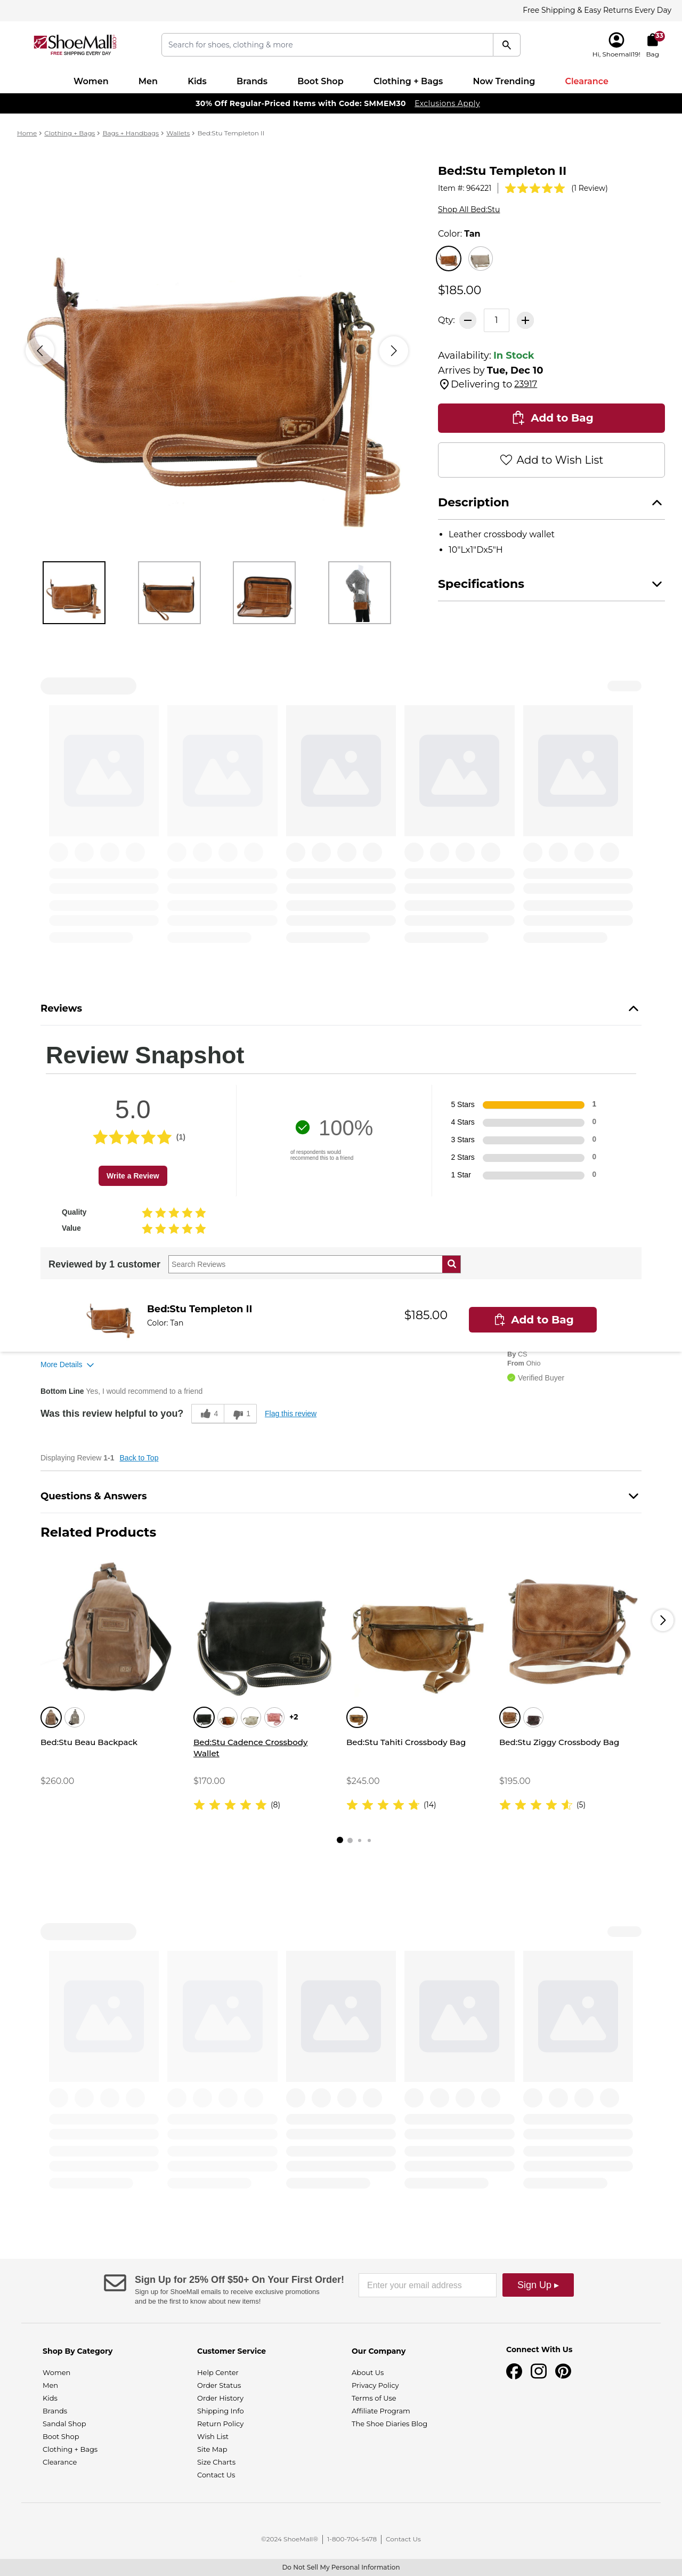 Free Shipping & Easy Returns Every Day
ShoeMall.com
FREE SHIPPING EVERY DAY
Search for shoes, clothing & more
33
Hi, Shoemall19!
Bag
Women
Men
Kids
Brands
Boot Shop
Clothing + Bags
Now Trending
Clearance
30% Off Regular-Priced Items with Code: SMMEM30 Exclusions Apply
Home > Clothing + Bags > Bags + Handbags > Wallets > Bed:Stu Templeton II
Bed:Stu Templeton II
Item #: 964221
(1 Review)
Shop All Bed:Stu
Color: Tan
$185.00
Qty: 1
Availability: In Stock
Arrives by Tue, Dec 10
Delivering to 23917
Add to Bag
Add to Wish List
Description
• Leather crossbody wallet
• 10"Lx1"Dx5"H
Specifications
Reviews
Review Snapshot
5.0
(1)
Write a Review
100%
of respondents would
recommend this to a friend
5 Stars 1
4 Stars 0
3 Stars 0
2 Stars 0
1 Star 0
Quality
Value
Reviewed by 1 customer
Search Reviews
Bed:Stu Templeton II
Color: Tan
$185.00
Add to Bag
By CS
From Ohio
Verified Buyer
More Details
Bottom Line Yes, I would recommend to a friend
Was this review helpful to you? 4 1 Flag this review
Displaying Review 1-1 Back to Top
Questions & Answers
Related Products
+2
Bed:Stu Beau Backpack
$260.00
Bed:Stu Cadence Crossbody
Wallet
$170.00
(8)
Bed:Stu Tahiti Crossbody Bag
$245.00
(14)
Bed:Stu Ziggy Crossbody Bag
$195.00
(5)
Sign Up for 25% Off $50+ On Your First Order!
Sign up for ShoeMall emails to receive exclusive promotions
and be the first to know about new items!
Enter your email address
Sign Up ▸
Shop By Category
Women
Men
Kids
Brands
Sandal Shop
Boot Shop
Clothing + Bags
Clearance
Customer Service
Help Center
Order Status
Order History
Shipping Info
Return Policy
Wish List
Site Map
Size Charts
Contact Us
Our Company
About Us
Privacy Policy
Terms of Use
Affiliate Program
The Shoe Diaries Blog
Connect With Us
©2024 ShoeMall® | 1-800-704-5478 | Contact Us
Do Not Sell My Personal Information